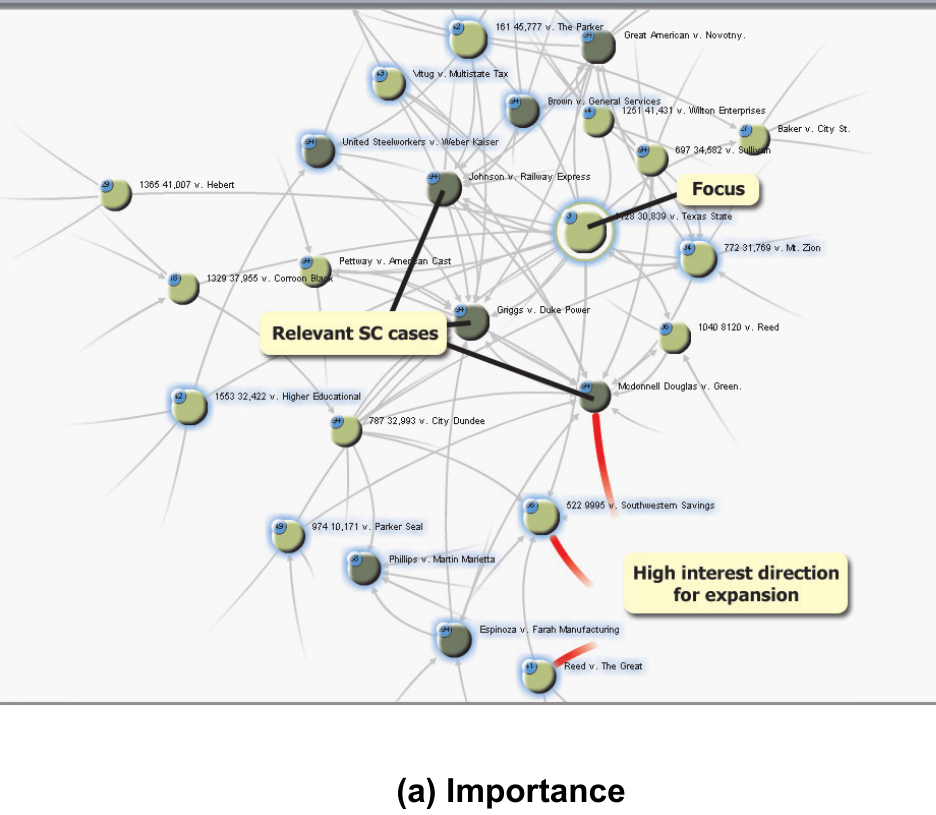 161 45,777 v. The Parker
Great American v. Novotny.
Vitug v. Multistate Tax
Brown v. General Services
1251 41,431 v. Wilton Enterprises
Baker v. City St.
United Steelworkers v. Weber Kaiser
697 34,582 v. Sullivan
Johnson v. Railway Express
1365 41,007 v. Hebert
Focus
30,839 v. Texas State
772 31,769 v. Mt. Zion
Pettway v. American Cast
1329 37,955 v. Corroon Black
Griggs v. Duke Power
Relevant SC cases
1040 8120 v. Reed
Mcdonnell Douglas v. Green.
1553 32,422 v. Higher Educational
787 32,993 v. City Dundee
522 9995 v. Southwestern Savings
974 10,171 v. Parker Seal
Phillips v. Martin Marietta
High interest direction
for expansion
Espinoza v. Farah Manufacturing
Reed v. The Great
(a) Importance